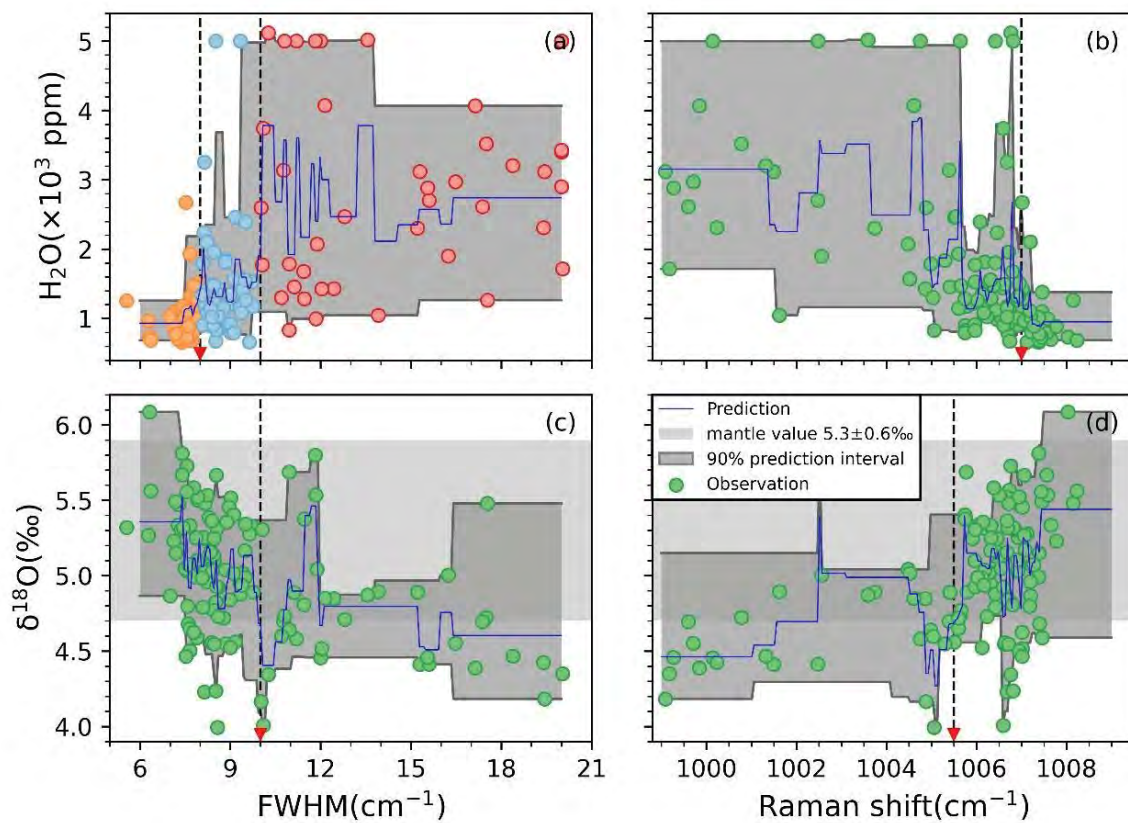 (a)
(b)
H₂O(×10³ ppm)
5
4
3
2
1
(c)
(d)
Prediction
mantle value 5.3±0.6‰
90% prediction interval
Observation
δ¹⁸O(‰)
6.0
5.5
5.0
4.5
4.0
6 9 12 15 18 21
1000 1002 1004 1006 1008
FWHM(cm⁻¹)
Raman shift(cm⁻¹)